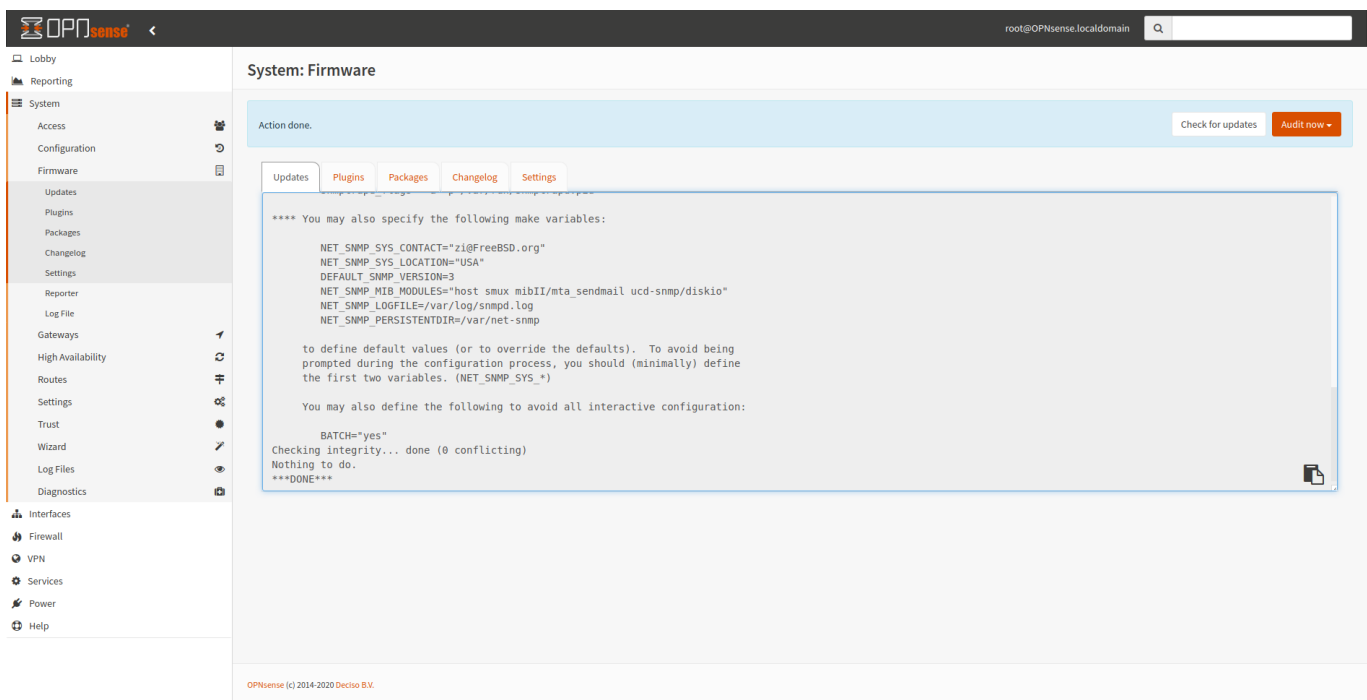 OPNsense
root@OPNsense.localdomain
Lobby
Reporting
System
Access
Configuration
Firmware
Updates
Plugins
Packages
Changelog
Settings
Reporter
Log File
Gateways
High Availability
Routes
Settings
Trust
Wizard
Log Files
Diagnostics
Interfaces
Firewall
VPN
Services
Power
Help
System: Firmware
Action done.
Check for updates
Audit now
Updates Plugins Packages Changelog Settings
**** You may also specify the following make variables:
NET_SNMP_SYS_CONTACT="zi@FreeBSD.org"
NET_SNMP_SYS_LOCATION="USA"
DEFAULT_SNMP_VERSION=3
NET_SNMP_MIB_MODULES="host smux mibII/mta_sendmail ucd-snmp/diskio"
NET_SNMP_LOGFILE=/var/log/snmpd.log
NET_SNMP_PERSISTENTDIR=/var/net-snmp
to define default values (or to override the defaults).  To avoid being
prompted during the configuration process, you should (minimally) define
the first two variables. (NET_SNMP_SYS_*)
You may also define the following to avoid all interactive configuration:
BATCH="yes"
Checking integrity... done (0 conflicting)
Nothing to do.
***DONE***
OPNsense (c) 2014-2020 Deciso B.V.